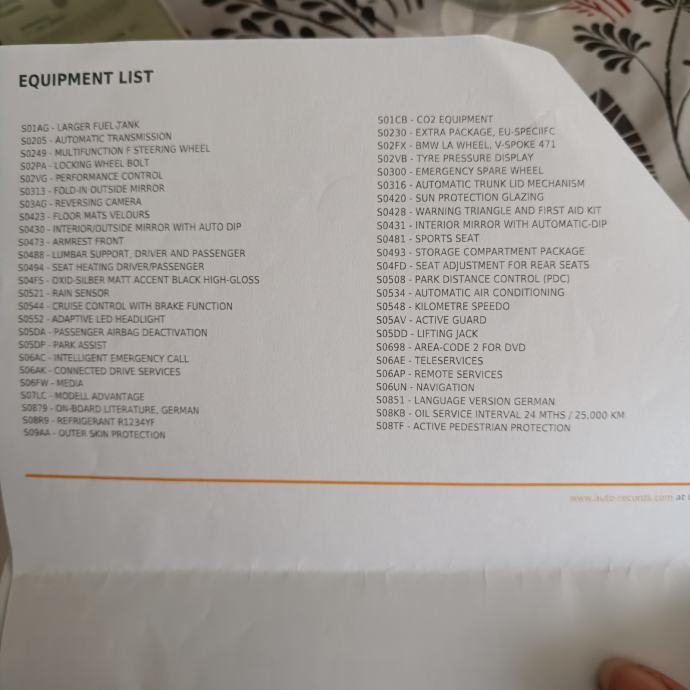 EQUIPMENT LIST
S01AG - LARGER FUEL TANK
S0205 - AUTOMATIC TRANSMISSION
S0249 - MULTIFUNCTION F STEERING WHEEL
S02PA - LOCKING WHEEL BOLT
S02VG - PERFORMANCE CONTROL
S0313 - FOLD-IN OUTSIDE MIRROR
S03AG - REVERSING CAMERA
S0423 - FLOOR MATS VELOURS
S0430 - INTERIOR/OUTSIDE MIRROR WITH AUTO DIP
S0473 - ARMREST FRONT
S0488 - LUMBAR SUPPORT, DRIVER AND PASSENGER
S0494 - SEAT HEATING DRIVER/PASSENGER
S04FS - OXID-SILBER MATT ACCENT BLACK HIGH-GLOSS
S0521 - RAIN SENSOR
S0544 - CRUISE CONTROL WITH BRAKE FUNCTION
S0552 - ADAPTIVE LED HEADLIGHT
S05DA - PASSENGER AIRBAG DEACTIVATION
S05DP - PARK ASSIST
S06AC - INTELLIGENT EMERGENCY CALL
S06AK - CONNECTED DRIVE SERVICES
S06FW - MEDIA
S07LC - MODELL ADVANTAGE
S0879 - ON-BOARD LITERATURE, GERMAN
S08R9 - REFRIGERANT R1234YF
S09AA - OUTER SKIN PROTECTION
S01CB - CO2 EQUIPMENT
S0230 - EXTRA PACKAGE, EU-SPECIIFC
S02FX - BMW LA WHEEL, V-SPOKE 471
S02VB - TYRE PRESSURE DISPLAY
S0300 - EMERGENCY SPARE WHEEL
S0316 - AUTOMATIC TRUNK LID MECHANISM
S0420 - SUN PROTECTION GLAZING
S0428 - WARNING TRIANGLE AND FIRST AID KIT
S0431 - INTERIOR MIRROR WITH AUTOMATIC-DIP
S0481 - SPORTS SEAT
S0493 - STORAGE COMPARTMENT PACKAGE
S04FD - SEAT ADJUSTMENT FOR REAR SEATS
S0508 - PARK DISTANCE CONTROL (PDC)
S0534 - AUTOMATIC AIR CONDITIONING
S0548 - KILOMETRE SPEEDO
S05AV - ACTIVE GUARD
S05DD - LIFTING JACK
S0698 - AREA-CODE 2 FOR DVD
S06AE - TELESERVICES
S06AP - REMOTE SERVICES
S06UN - NAVIGATION
S0851 - LANGUAGE VERSION GERMAN
S08KB - OIL SERVICE INTERVAL 24 MTHS / 25,000 KM
S08TF - ACTIVE PEDESTRIAN PROTECTION
www.auto-records.com at